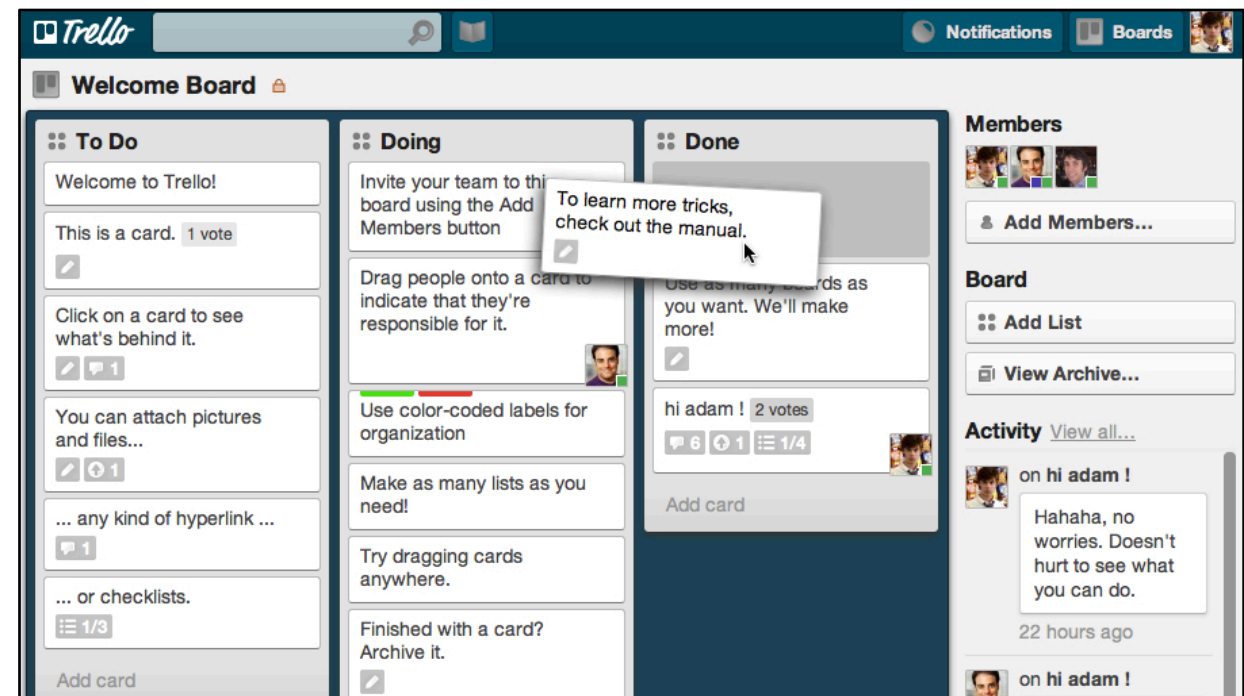 Trello
Notifications
Boards
Welcome Board
To Do
Welcome to Trello!
This is a card. 1 vote
Click on a card to see
what's behind it.
1
You can attach pictures
and files...
1
... any kind of hyperlink ...
1
... or checklists.
1/3
Add card
Doing
Invite your team to this
board using the Add
Members button
Drag people onto a card to
indicate that they're
responsible for it.
Use color-coded labels for
organization
Make as many lists as you
need!
Try dragging cards
anywhere.
Finished with a card?
Archive it.
Done
To learn more tricks,
check out the manual.
Use as many boards as
you want. We'll make
more!
hi adam ! 2 votes
6 1 1/4
Add card
Members
Add Members...
Board
Add List
View Archive...
Activity View all...
on hi adam !
Hahaha, no
worries. Doesn't
hurt to see what
you can do.
22 hours ago
on hi adam !